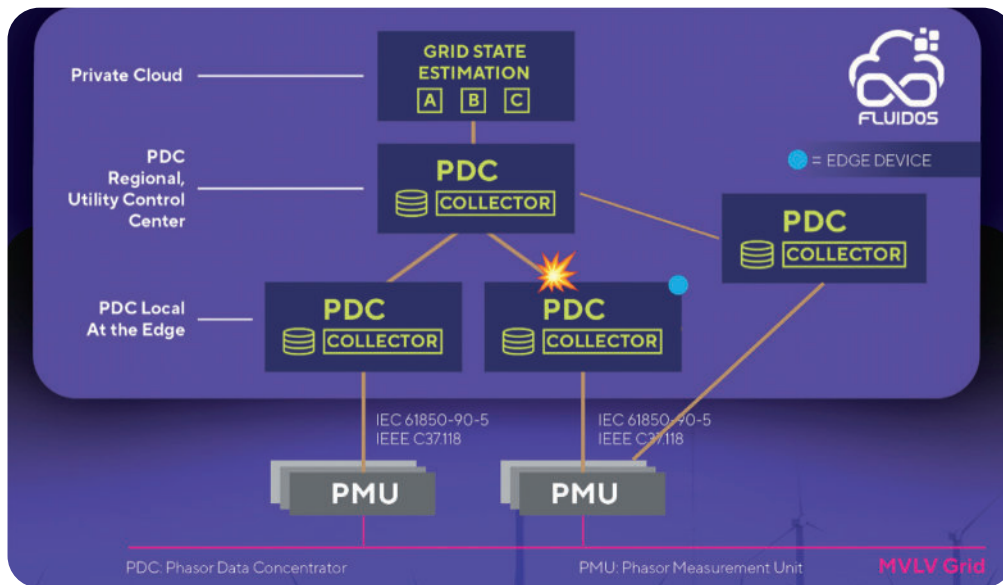 Private Cloud
GRID STATE
ESTIMATION
A B C
FLUIDOS
= EDGE DEVICE
PDC
Regional,
Utility Control
Center
PDC
COLLECTOR
PDC
COLLECTOR
PDC Local
At the Edge
PDC
COLLECTOR
PDC
COLLECTOR
IEC 61850-90-5
IEEE C37.118
IEC 61850-90-5
IEEE C37.118
PMU
PMU
PDC: Phasor Data Concentrator
PMU: Phasor Measurement Unit
MVLV Grid